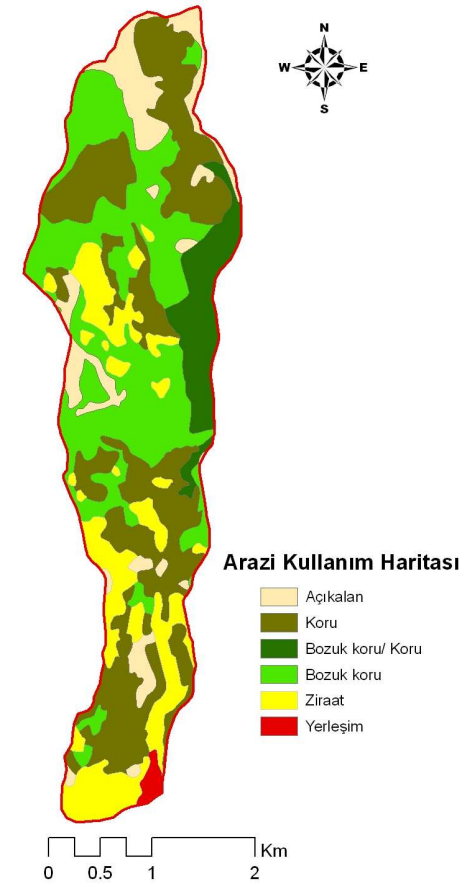 N
W E
S
Arazi Kullanım Haritası
Açıkalan
Koru
Bozuk koru/ Koru
Bozuk koru
Ziraat
Yerleşim
Km
0 0.5 1 2